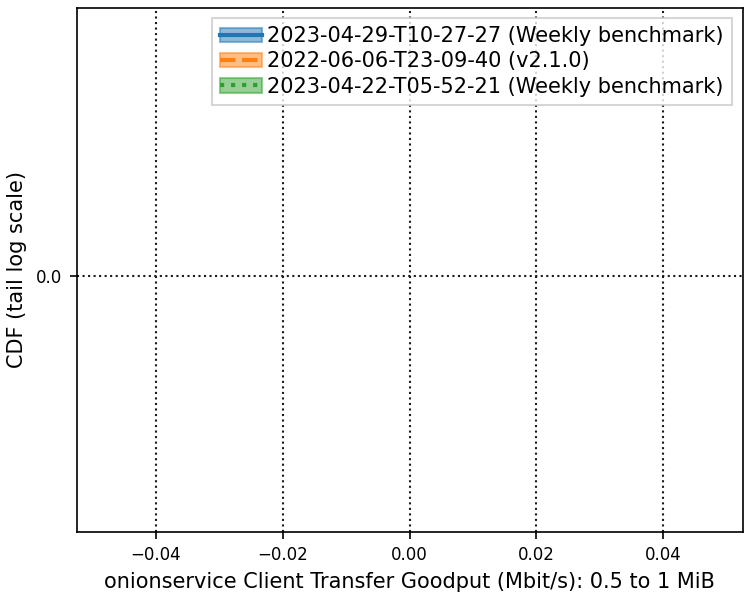 2023-04-29-T10-27-27 (Weekly benchmark)
2022-06-06-T23-09-40 (v2.1.0)
2023-04-22-T05-52-21 (Weekly benchmark)
CDF (tail log scale)
0.0
−0.04
−0.02
0.00
0.02
0.04
onionservice Client Transfer Goodput (Mbit/s): 0.5 to 1 MiB